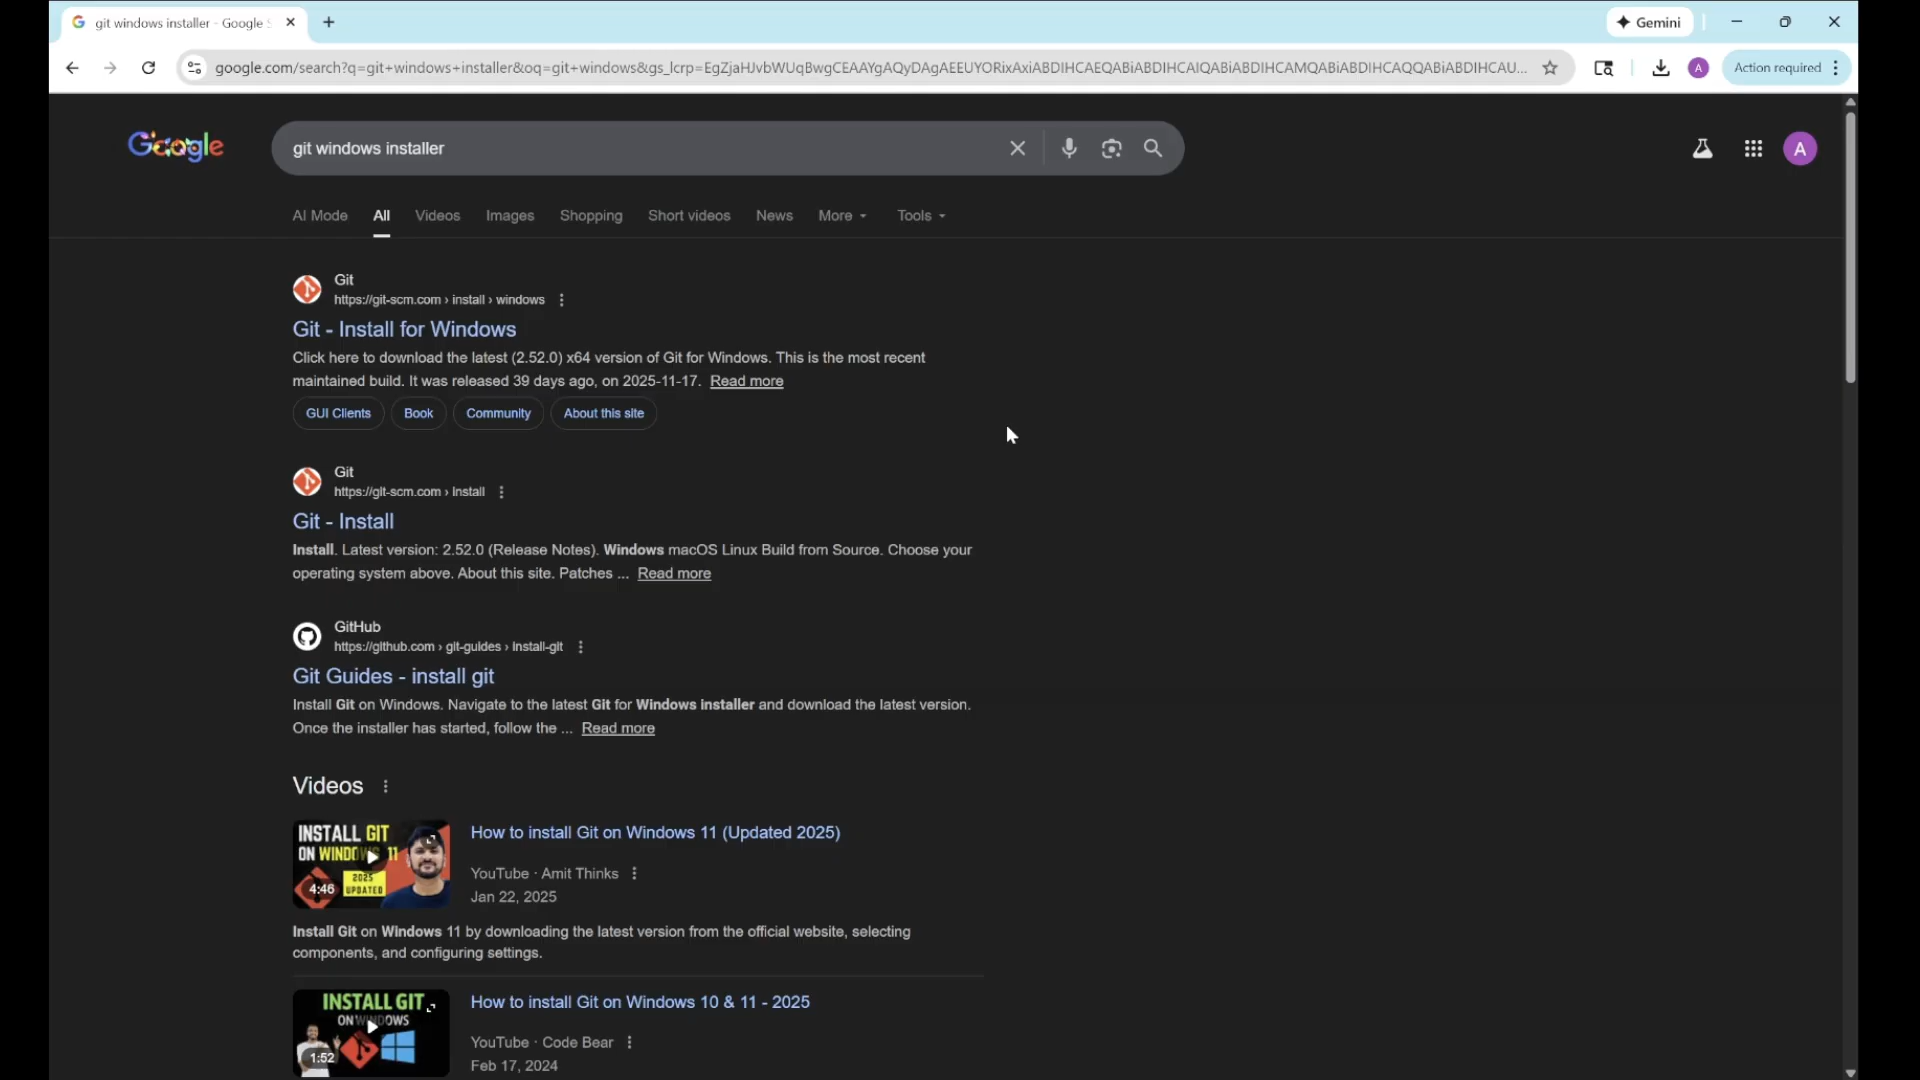 git windows installer - Google S
Gemini
google.com/search?q=git+windows+installer&oq=git+windows&gs_lcrp=EgZjaHJvbWUqBwgCEAAYgAQyDAgAEEUYORixAxiABDIHCAEQABiABDIHCAIQABiABDIHCAMQABiABDIHCAQQABiABDIHCAU...
A
Action required
Google
git windows installer
A
AI Mode
All
Videos
Images
Shopping
Short videos
News
More
Tools
Git
https://git-scm.com › install › windows
Git - Install for Windows
Click here to download the latest (2.52.0) x64 version of Git for Windows. This is the most recent
maintained build. It was released 39 days ago, on 2025-11-17. Read more
GUI Clients
Book
Community
About this site
Git
https://git-scm.com › install
Git - Install
Install. Latest version: 2.52.0 (Release Notes). Windows macOS Linux Build from Source. Choose your
operating system above. About this site. Patches ... Read more
GitHub
https://github.com › git-guides › install-git
Git Guides - install git
Install Git on Windows. Navigate to the latest Git for Windows installer and download the latest version.
Once the installer has started, follow the ... Read more
Videos
INSTALL GIT
ON WINDOWS 11
2025
UPDATED
4:46
How to install Git on Windows 11 (Updated 2025)
YouTube · Amit Thinks
Jan 22, 2025
Install Git on Windows 11 by downloading the latest version from the official website, selecting
components, and configuring settings.
INSTALL GIT
ON WINDOWS
1:52
How to install Git on Windows 10 & 11 - 2025
YouTube · Code Bear
Feb 17, 2024